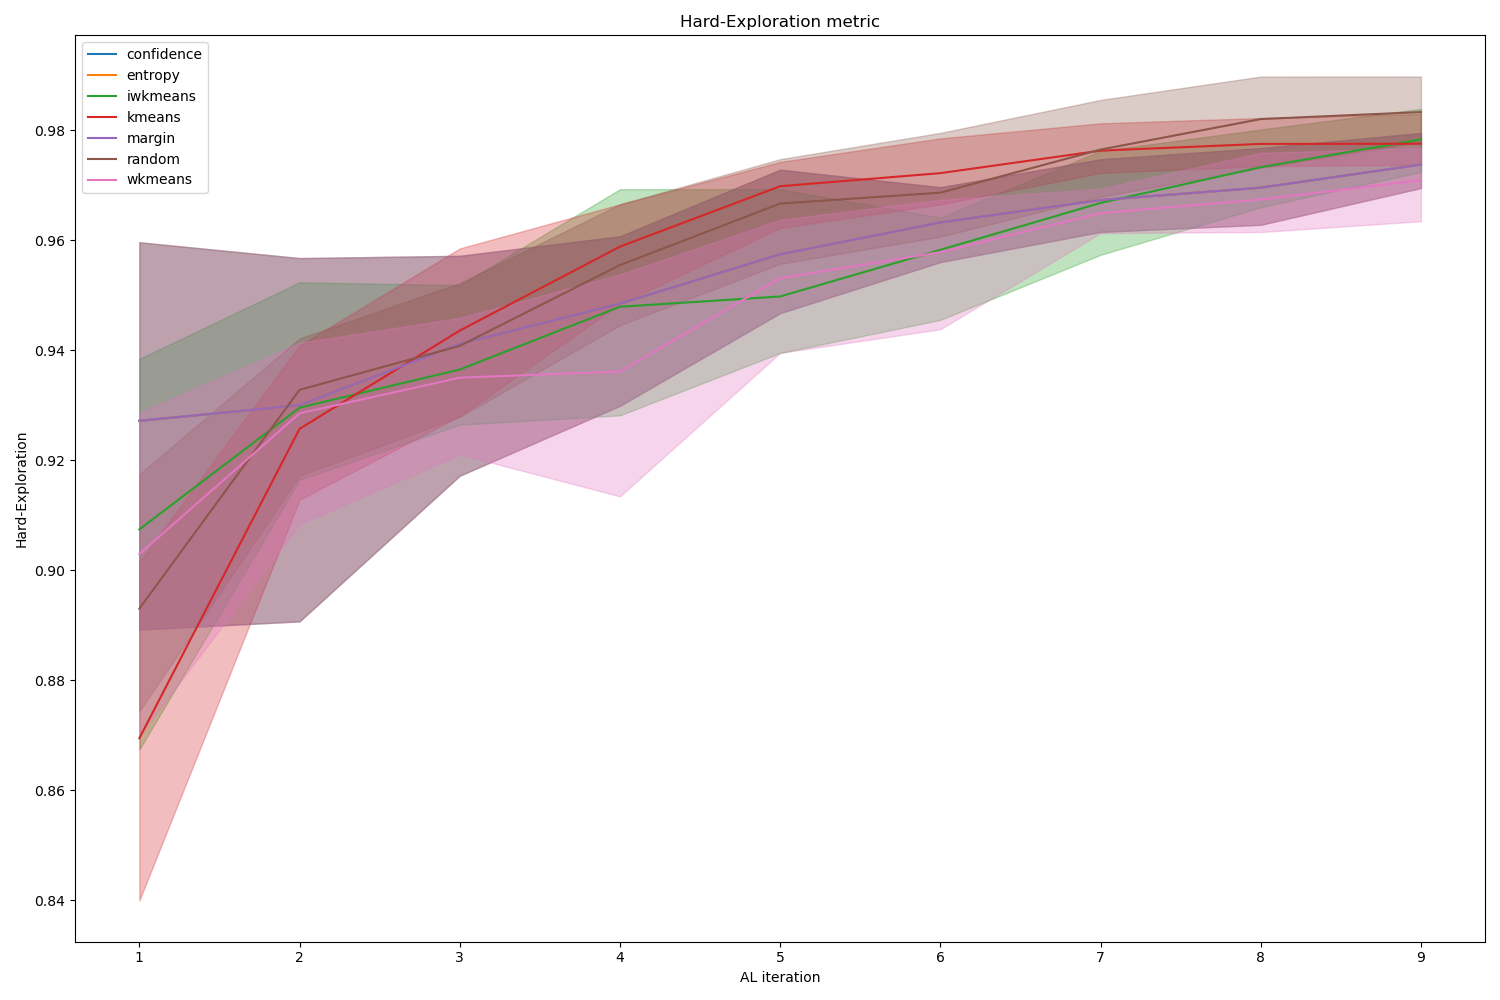 Hard-Exploration metric
confidence
entropy
iwkmeans
kmeans
margin
random
wkmeans
0.98
0.96
0.94
0.92
0.90
0.88
0.86
0.84
Hard-Exploration
1 2 3 4 5 6 7 8 9
AL iteration